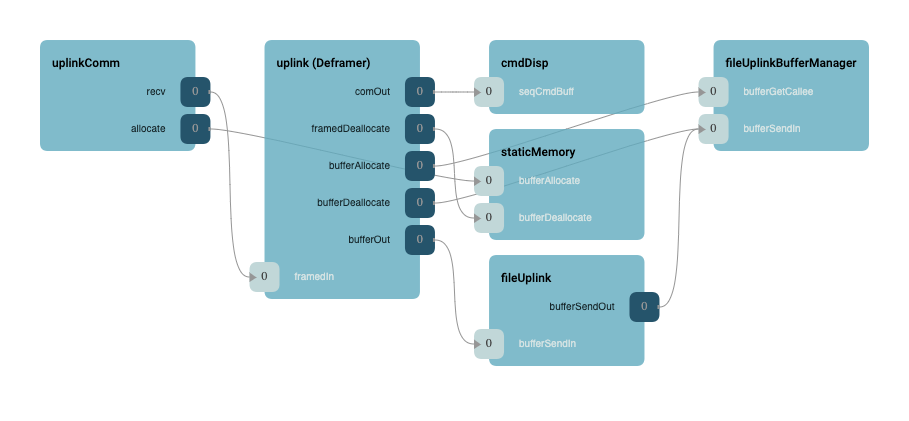 uplinkComm
recv 0
allocate 0
uplink (Deframer)
comOut 0
framedDeallocate 0
bufferAllocate 0
bufferDeallocate 0
bufferOut 0
0 framedIn
cmdDisp
0 seqCmdBuff
staticMemory
0 bufferAllocate
0 bufferDeallocate
fileUplink
bufferSendOut 0
0 bufferSendIn
fileUplinkBufferManager
0 bufferGetCallee
0 bufferSendIn